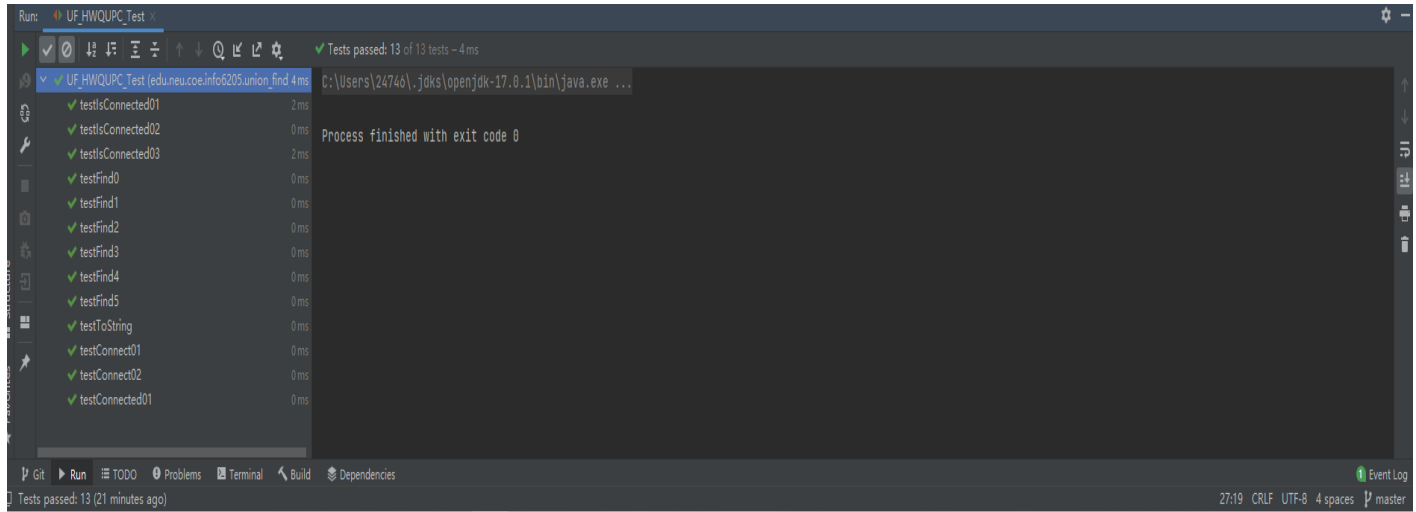 Run: UF_HWQUPC_Test
Tests passed: 13 of 13 tests – 4 ms
UF_HWQUPC_Test (edu.neu.coe.info6205.union_find 4 ms
C:\Users\24746\.jdks\openjdk-17.0.1\bin\java.exe ...
testIsConnected01 2 ms
testIsConnected02 0 ms
Process finished with exit code 0
testIsConnected03 2 ms
testFind0 0 ms
testFind1 0 ms
testFind2 0 ms
testFind3 0 ms
testFind4 0 ms
testFind5 0 ms
testToString 0 ms
testConnect01 0 ms
testConnect02 0 ms
testConnected01 0 ms
Structure
Favorites
Git Run TODO Problems Terminal Build Dependencies 1 Event Log
Tests passed: 13 (21 minutes ago) 27:19 CRLF UTF-8 4 spaces master